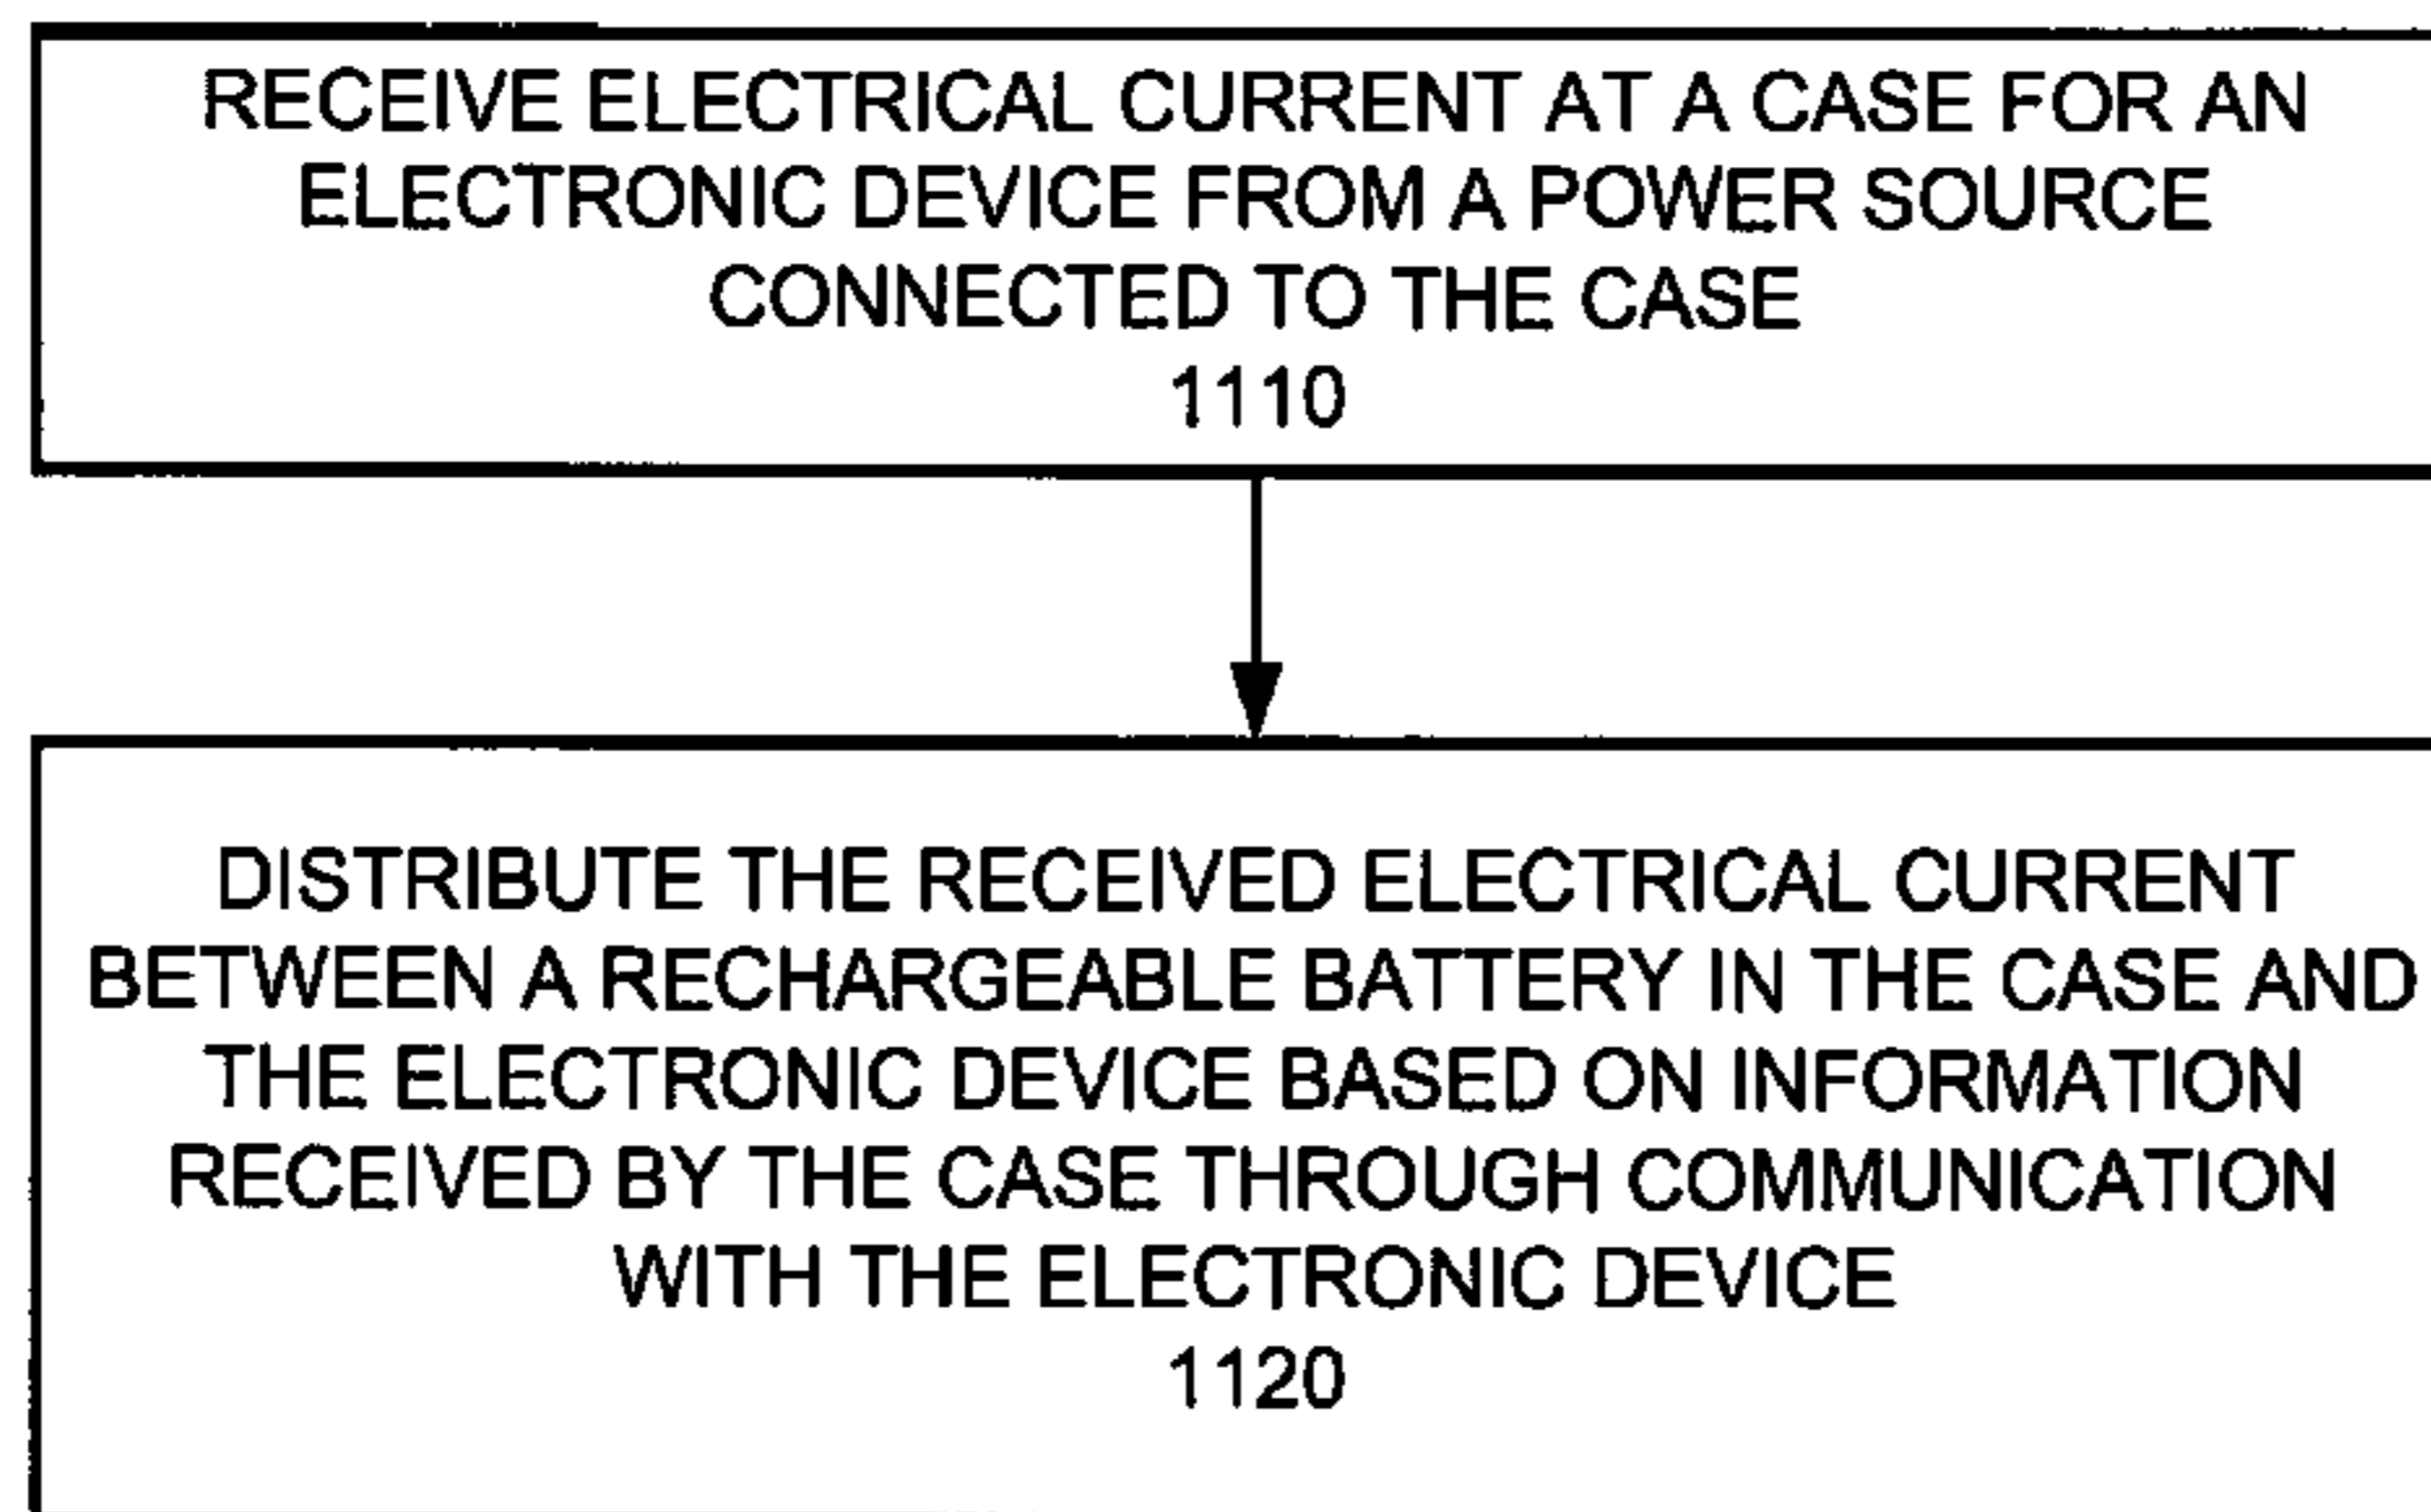 RECEIVE ELECTRICAL CURRENT AT A CASE FOR AN
ELECTRONIC DEVICE FROM A POWER SOURCE
CONNECTED TO THE CASE
1110
DISTRIBUTE THE RECEIVED ELECTRICAL CURRENT
BETWEEN A RECHARGEABLE BATTERY IN THE CASE AND
THE ELECTRONIC DEVICE BASED ON INFORMATION
RECEIVED BY THE CASE THROUGH COMMUNICATION
WITH THE ELECTRONIC DEVICE
1120